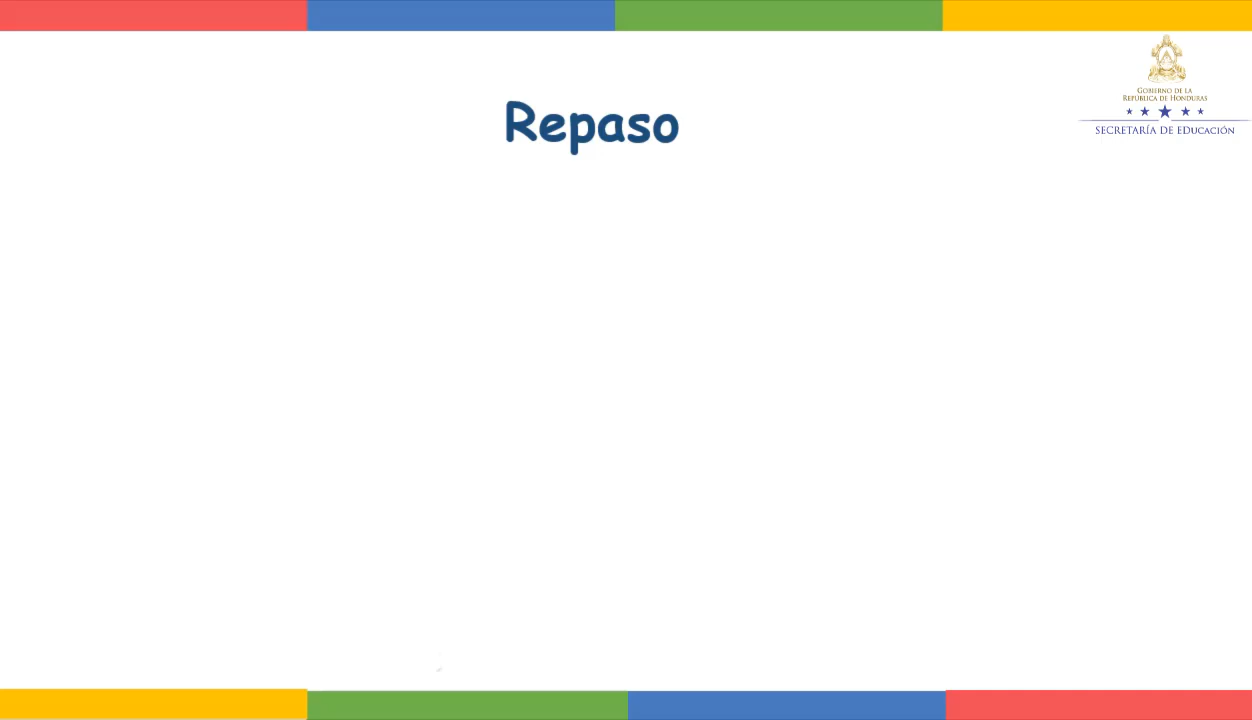 Repaso
GOBIERNO DE LA
REPÚBLICA DE HONDURAS
SECRETARÍA DE EDUCACIÓN